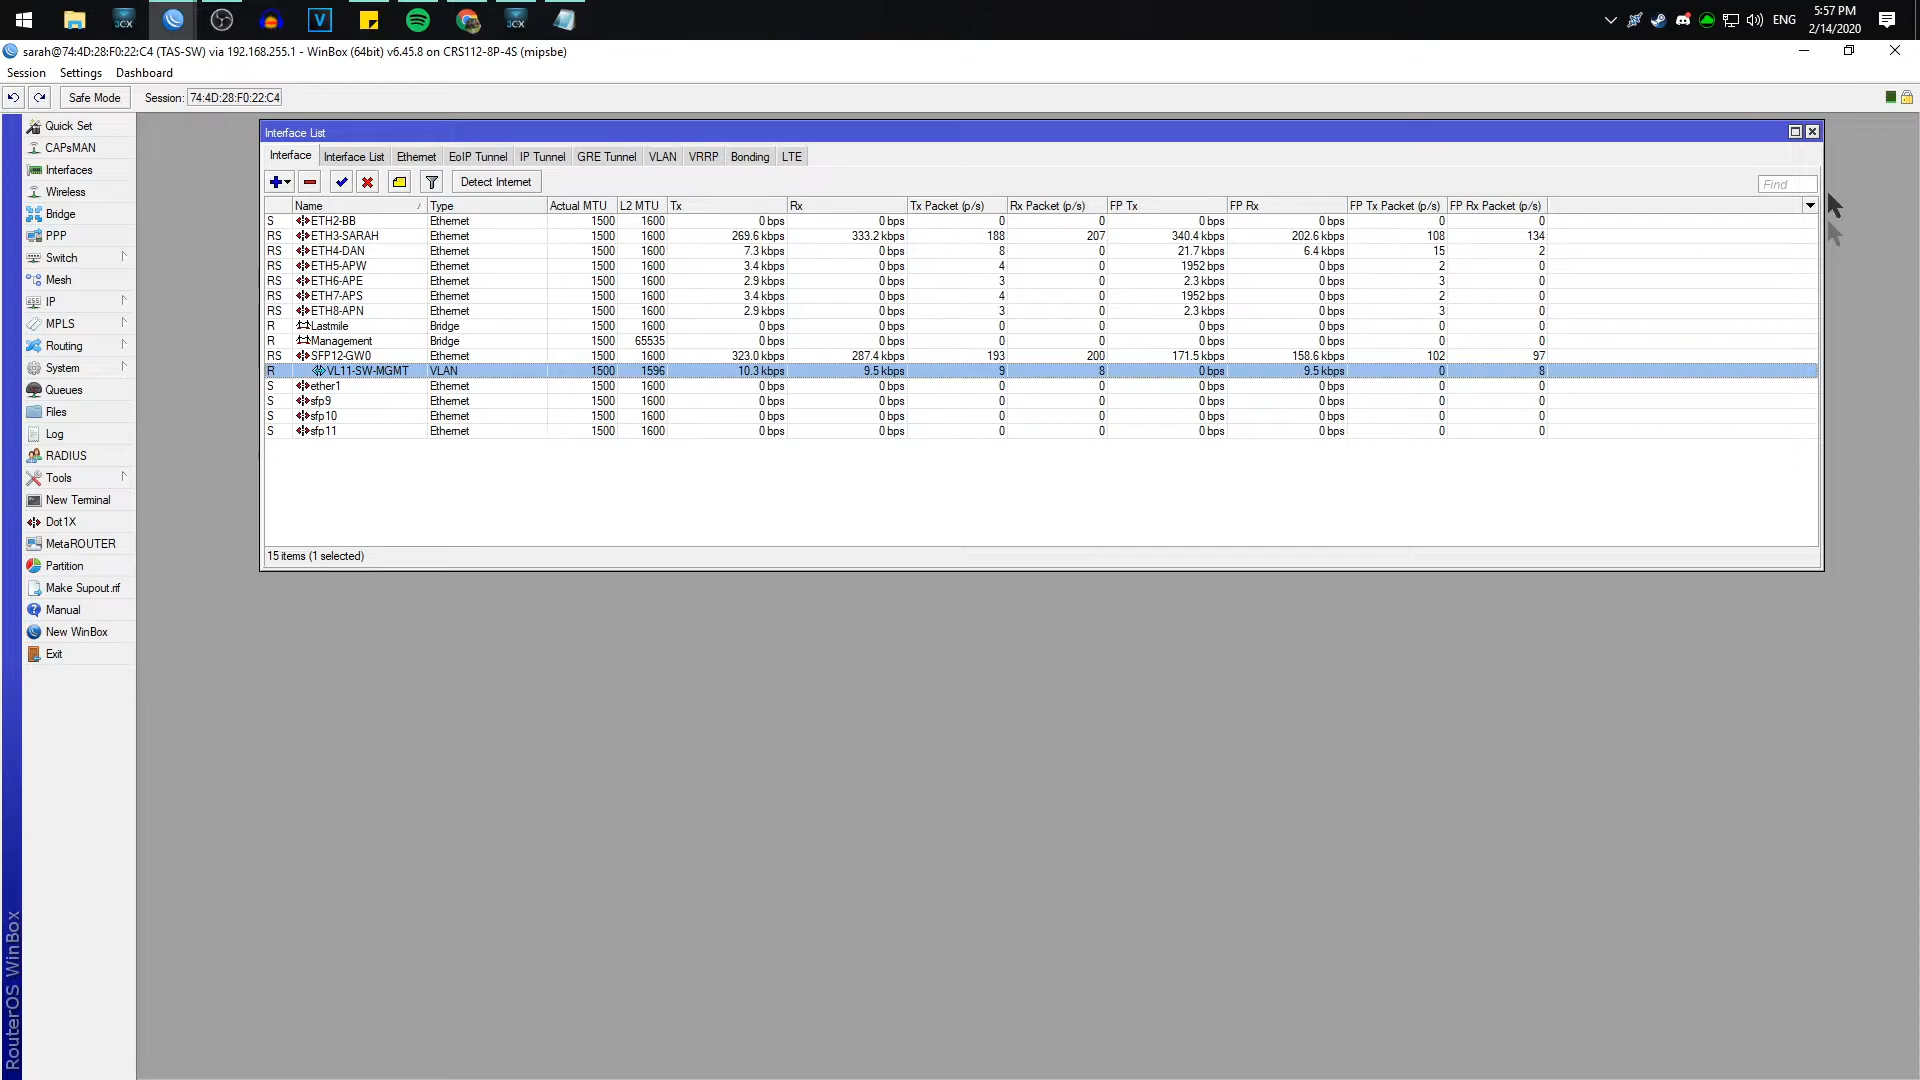 3CX
V
3CX
ENG
5:57 PM
2/14/2020
sarah@74:4D:28:F0:22:C4 (TAS-SW) via 192.168.255.1 - WinBox (64bit) v6.45.8 on CRS112-8P-4S (mipsbe)
Session Settings Dashboard
Safe Mode Session: 74:4D:28:F0:22:C4
Quick Set
CAPsMAN
Interfaces
Wireless
Bridge
PPP
Switch
Mesh
IP
MPLS
Routing
System
Queues
Files
Log
RADIUS
Tools
New Terminal
Dot1X
MetaROUTER
Partition
Make Supout.rif
Manual
New WinBox
Exit
RouterOS WinBox
Interface List
Interface Interface List Ethernet EoIP Tunnel IP Tunnel GRE Tunnel VLAN VRRP Bonding LTE
Detect Internet Find
Name Type Actual MTU L2 MTU Tx Rx Tx Packet (p/s) Rx Packet (p/s) FP Tx FP Rx FP Tx Packet (p/s) FP Rx Packet (p/s)
S ETH2-BB Ethernet 1500 1600 0 bps 0 bps 0 0 0 bps 0 bps 0 0
RS ETH3-SARAH Ethernet 1500 1600 269.6 kbps 333.2 kbps 188 207 340.4 kbps 202.6 kbps 108 134
RS ETH4-DAN Ethernet 1500 1600 7.3 kbps 0 bps 8 0 21.7 kbps 6.4 kbps 15 2
RS ETH5-APW Ethernet 1500 1600 3.4 kbps 0 bps 4 0 1952 bps 0 bps 2 0
RS ETH6-APE Ethernet 1500 1600 2.9 kbps 0 bps 3 0 2.3 kbps 0 bps 3 0
RS ETH7-APS Ethernet 1500 1600 3.4 kbps 0 bps 4 0 1952 bps 0 bps 2 0
RS ETH8-APN Ethernet 1500 1600 2.9 kbps 0 bps 3 0 2.3 kbps 0 bps 3 0
R Lastmile Bridge 1500 1600 0 bps 0 bps 0 0 0 bps 0 bps 0 0
R Management Bridge 1500 65535 0 bps 0 bps 0 0 0 bps 0 bps 0 0
RS SFP12-GW0 Ethernet 1500 1600 323.0 kbps 287.4 kbps 193 200 171.5 kbps 158.6 kbps 102 97
R VL11-SW-MGMT VLAN 1500 1596 10.3 kbps 9.5 kbps 9 8 0 bps 9.5 kbps 0 8
S ether1 Ethernet 1500 1600 0 bps 0 bps 0 0 0 bps 0 bps 0 0
S sfp9 Ethernet 1500 1600 0 bps 0 bps 0 0 0 bps 0 bps 0 0
S sfp10 Ethernet 1500 1600 0 bps 0 bps 0 0 0 bps 0 bps 0 0
S sfp11 Ethernet 1500 1600 0 bps 0 bps 0 0 0 bps 0 bps 0 0
15 items (1 selected)